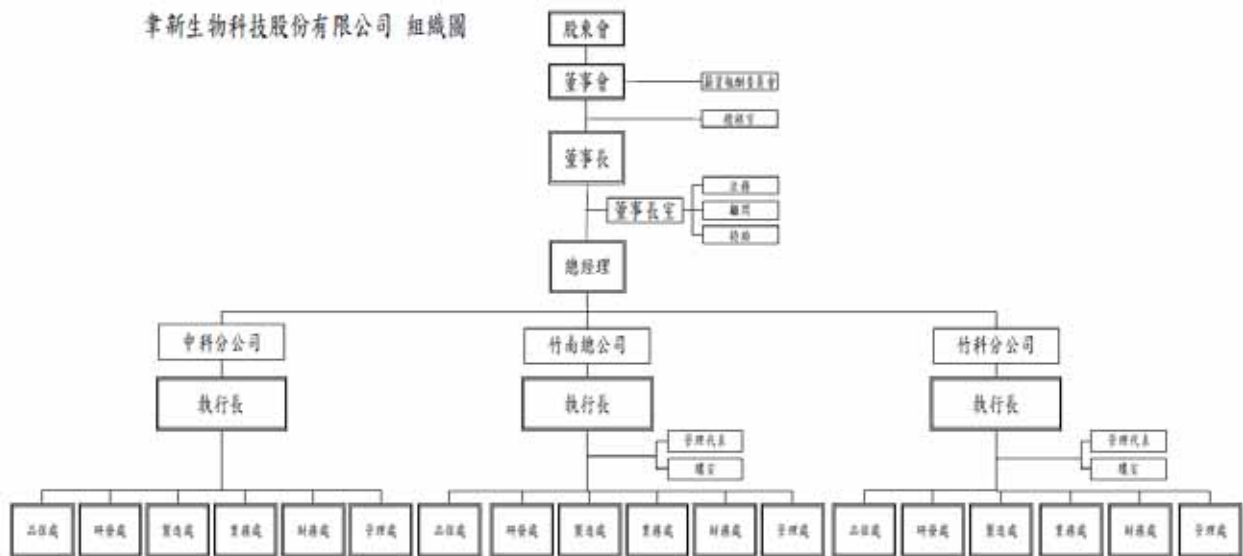 韋新生物科技股份有限公司 組織圖
股東會
董事會
薪資報酬委員會
稽核室
董事長
法務
董事長室
顧問
特助
總經理
中科分公司
竹南總公司
竹科分公司
執行長
執行長
執行長
管理代表
職安
管理代表
職安
品保處
研發處
製造處
業務處
財務處
管理處
品保處
研發處
製造處
業務處
財務處
管理處
品保處
研發處
製造處
業務處
財務處
管理處